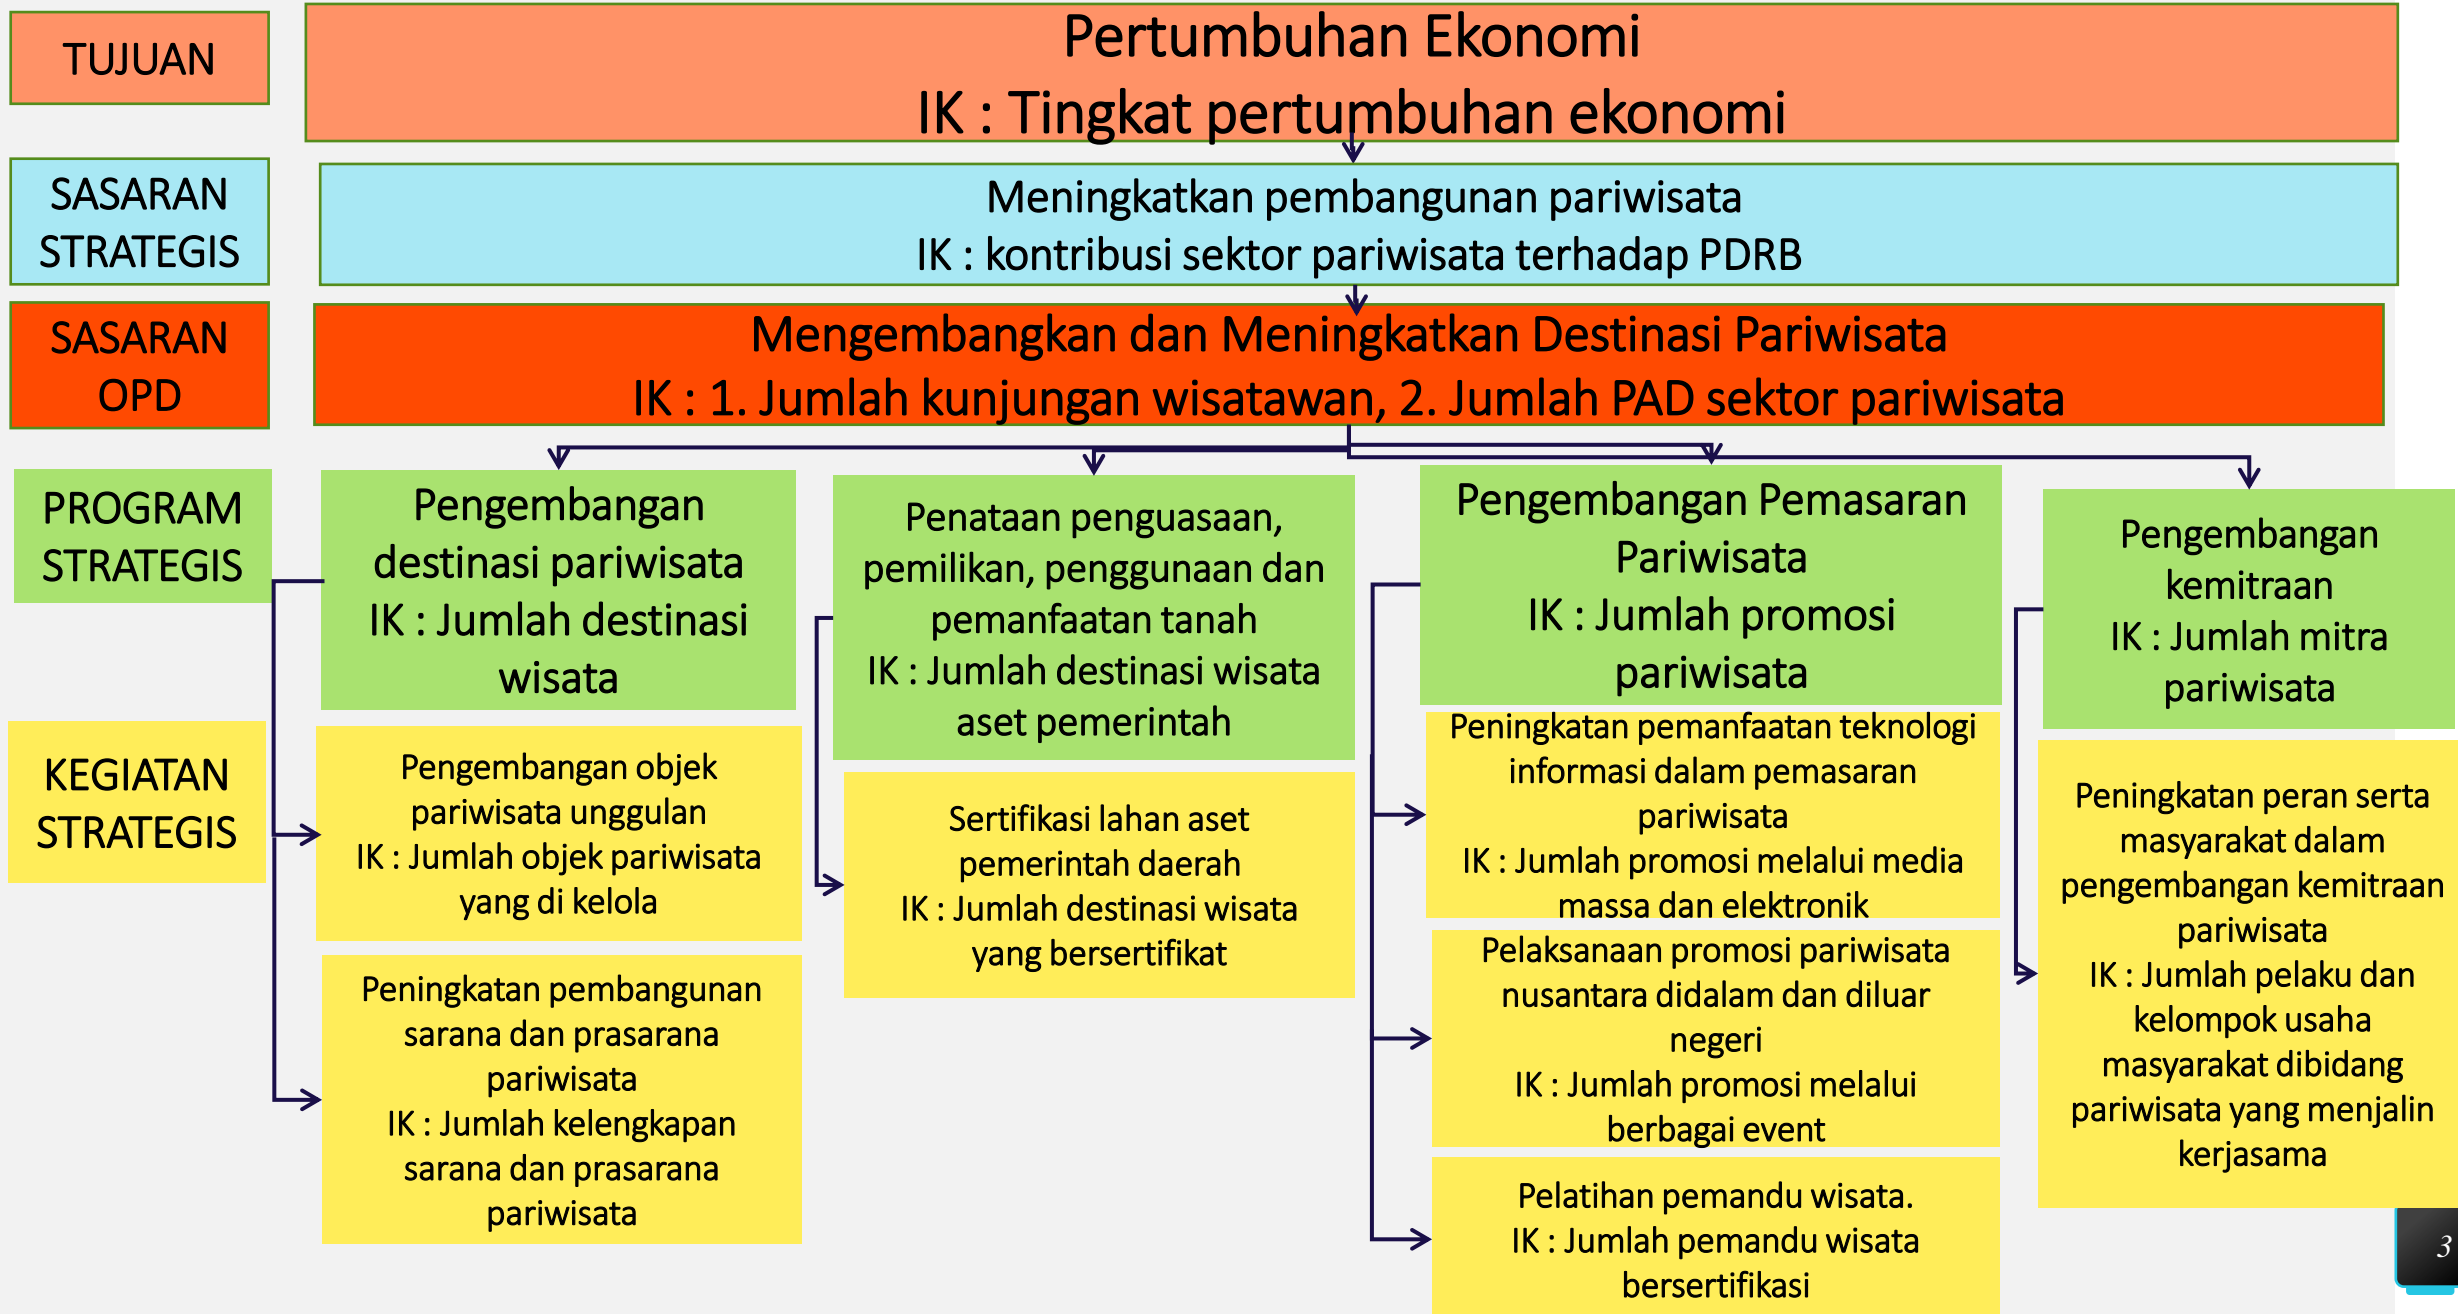 TUJUAN
Pertumbuhan Ekonomi
IK : Tingkat pertumbuhan ekonomi
SASARAN
STRATEGIS
Meningkatkan pembangunan pariwisata
IK : kontribusi sektor pariwisata terhadap PDRB
SASARAN
OPD
Mengembangkan dan Meningkatkan Destinasi Pariwisata
IK : 1. Jumlah kunjungan wisatawan, 2. Jumlah PAD sektor pariwisata
PROGRAM
STRATEGIS
Pengembangan
destinasi pariwisata
IK : Jumlah destinasi
wisata
Penataan penguasaan,
pemilikan, penggunaan dan
pemanfaatan tanah
IK : Jumlah destinasi wisata
aset pemerintah
Pengembangan Pemasaran
Pariwisata
IK : Jumlah promosi
pariwisata
Pengembangan
kemitraan
IK : Jumlah mitra
pariwisata
KEGIATAN
STRATEGIS
Pengembangan objek
pariwisata unggulan
IK : Jumlah objek pariwisata
yang di kelola
Peningkatan pembangunan
sarana dan prasarana
pariwisata
IK : Jumlah kelengkapan
sarana dan prasarana
pariwisata
Sertifikasi lahan aset
pemerintah daerah
IK : Jumlah destinasi wisata
yang bersertifikat
Peningkatan pemanfaatan teknologi
informasi dalam pemasaran
pariwisata
IK : Jumlah promosi melalui media
massa dan elektronik
Pelaksanaan promosi pariwisata
nusantara didalam dan diluar
negeri
IK : Jumlah promosi melalui
berbagai event
Pelatihan pemandu wisata.
IK : Jumlah pemandu wisata
bersertifikasi
Peningkatan peran serta
masyarakat dalam
pengembangan kemitraan
pariwisata
IK : Jumlah pelaku dan
kelompok usaha
masyarakat dibidang
pariwisata yang menjalin
kerjasama
3